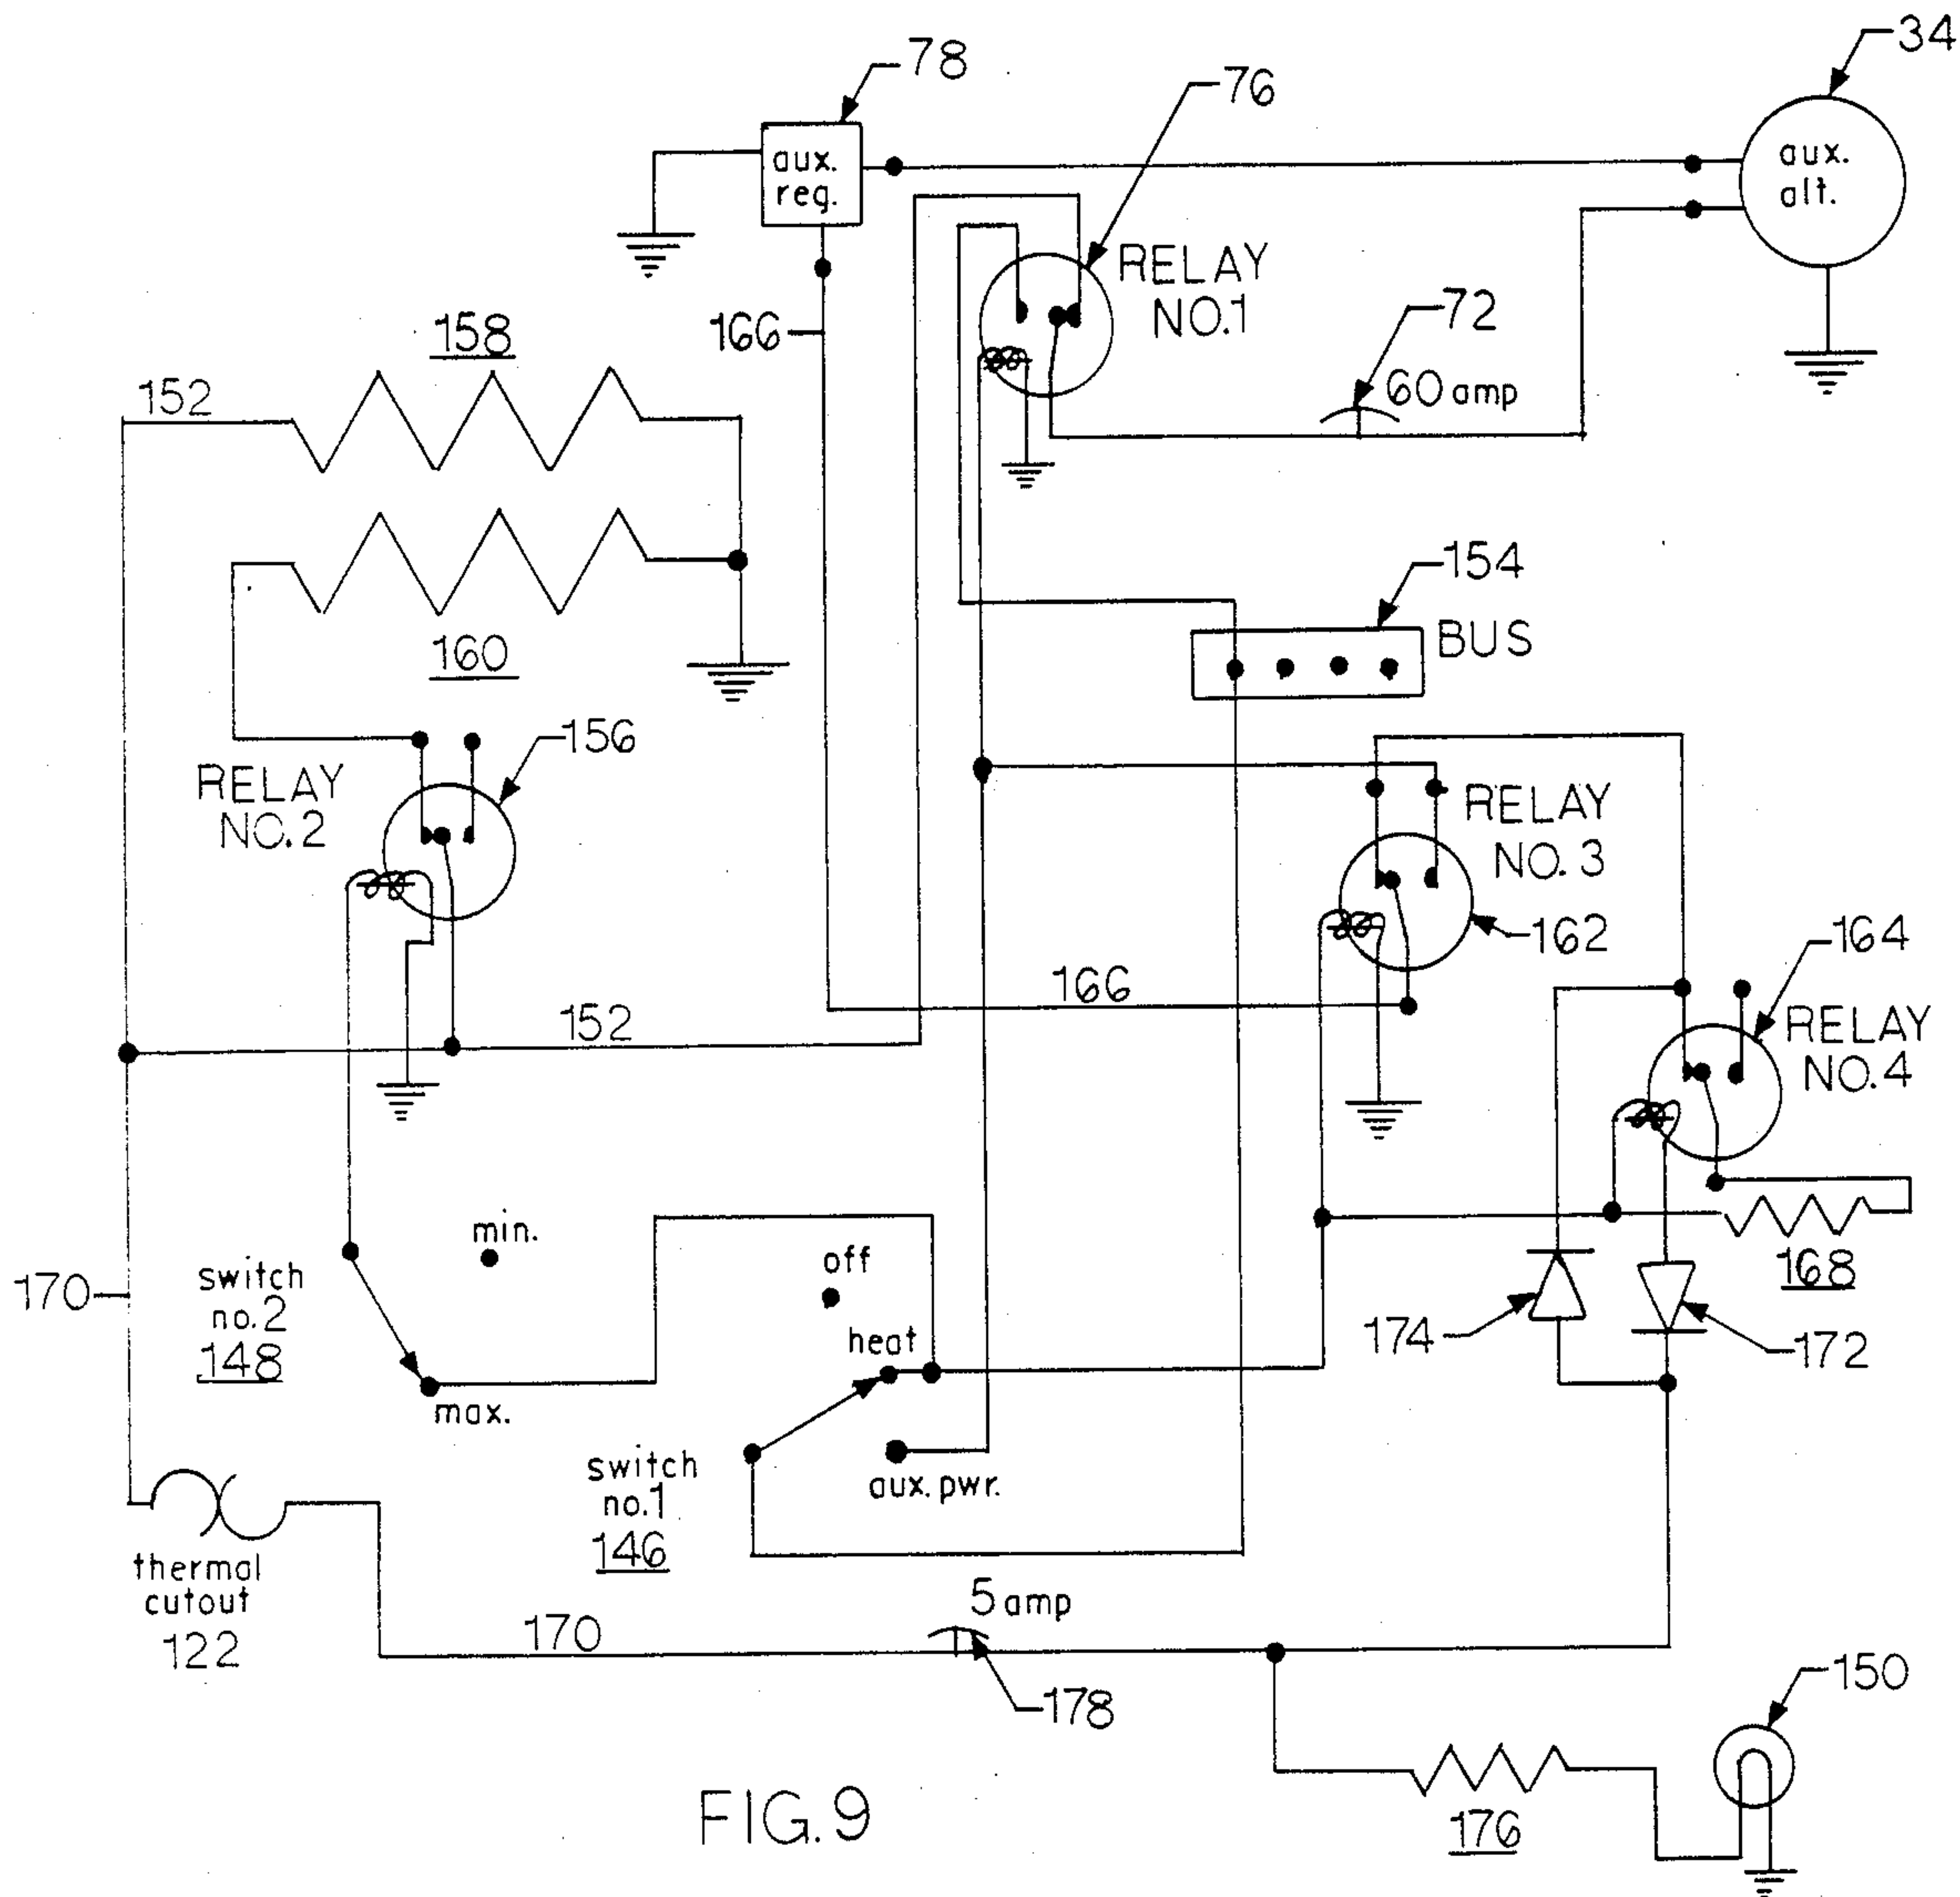 34
78
76
aux.
reg.
aux.
alt.
RELAY
NO.1
72
60 amp
166
158
152
154
BUS
160
156
RELAY
NO.2
RELAY
NO.3
162
164
166
152
RELAY
NO.4
min.
off
168
switch
no.2
148
170
heat
174
172
max.
switch
no.1
146
aux. pwr.
thermal
cutout
122
5 amp
170
178
150
176
FIG.9